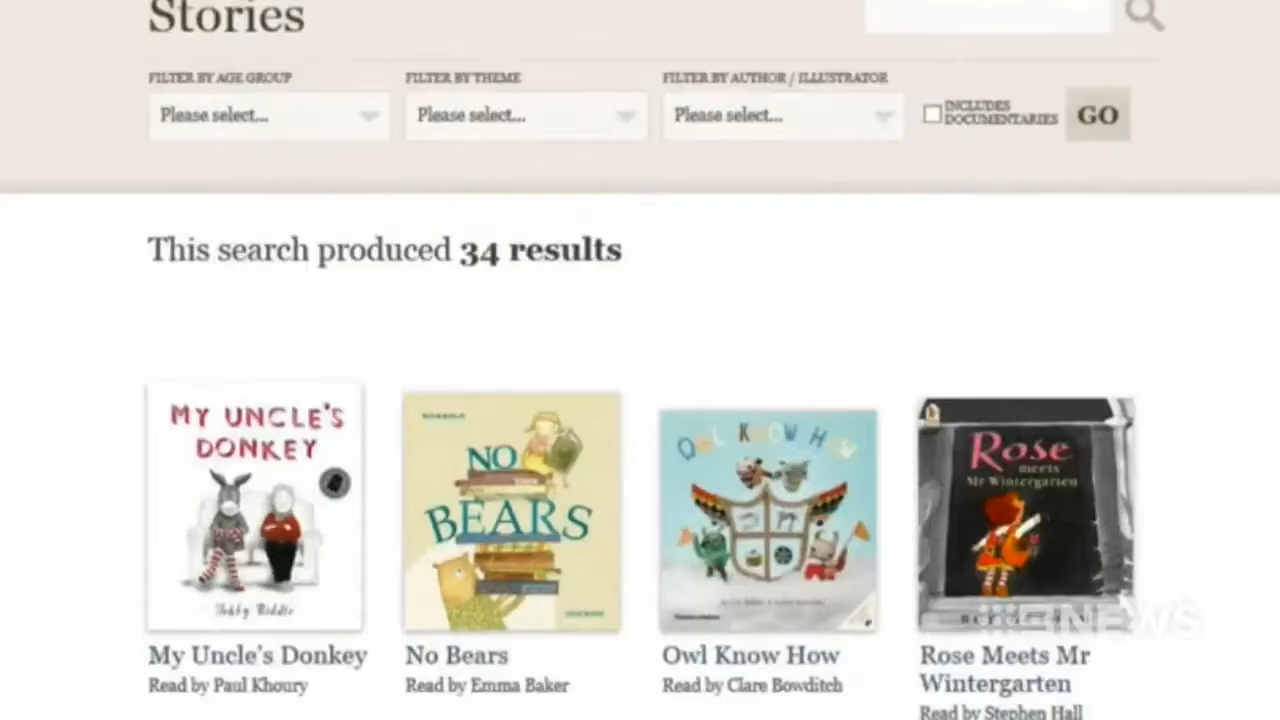 Stories
FILTER BY AGE GROUP
FILTER BY THEME
FILTER BY AUTHOR / ILLUSTRATOR
Please select...
Please select...
Please select...
INCLUDES
DOCUMENTARIES
GO
This search produced 34 results
MY UNCLE'S
DONKEY
Tohby Riddle
NO
BEARS
OWL KNOW HOW
Rose
meets
Mr Wintergarten
9NEWS
My Uncle's Donkey
Read by Paul Khoury
No Bears
Read by Emma Baker
Owl Know How
Read by Clare Bowditch
Rose Meets Mr
Wintergarten
Read by Stephen Hall